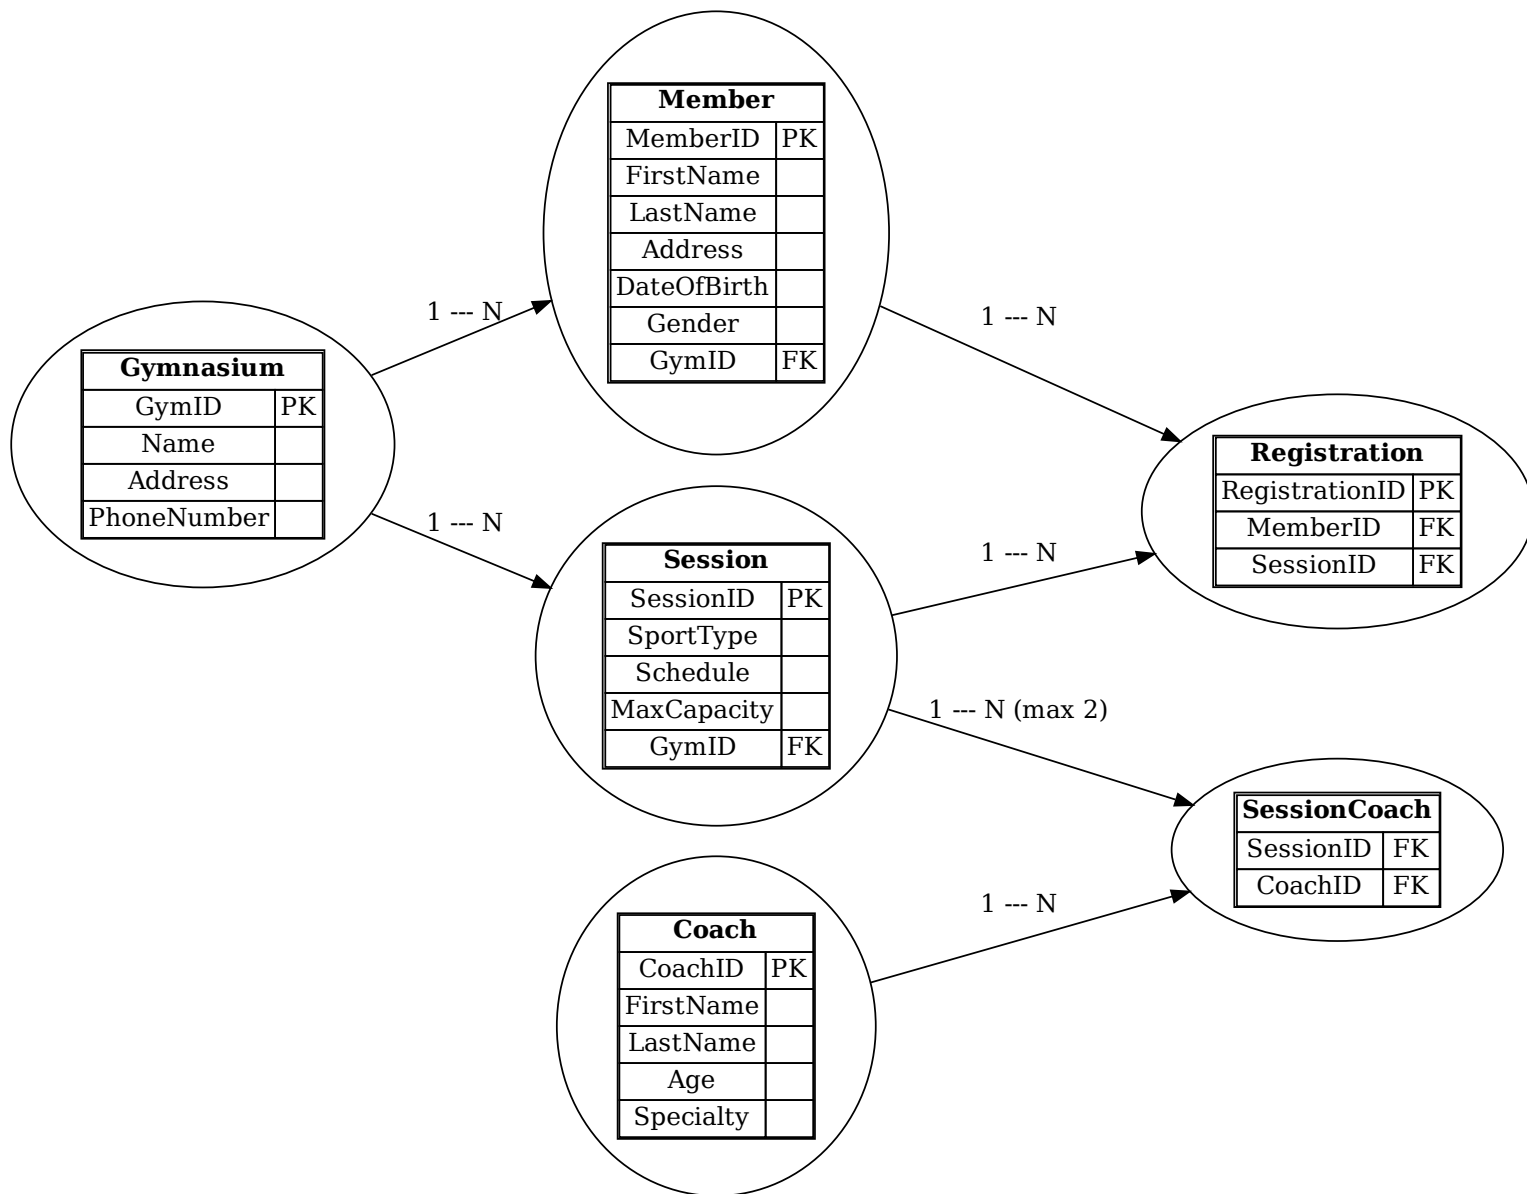 Gymnasium
GymID PK
Name
Address
PhoneNumber
1 --- N
1 --- N
Member
MemberID PK
FirstName
LastName
Address
DateOfBirth
Gender
GymID FK
Session
SessionID PK
SportType
Schedule
MaxCapacity
GymID FK
Coach
CoachID PK
FirstName
LastName
Age
Specialty
1 --- N
1 --- N
1 --- N (max 2)
1 --- N
Registration
RegistrationID PK
MemberID FK
SessionID FK
SessionCoach
SessionID FK
CoachID FK